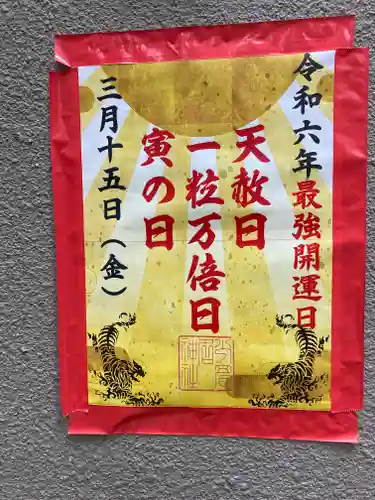 令和六年最強開運日
天赦日
一粒万倍日
寅の日
三月十五日（金）